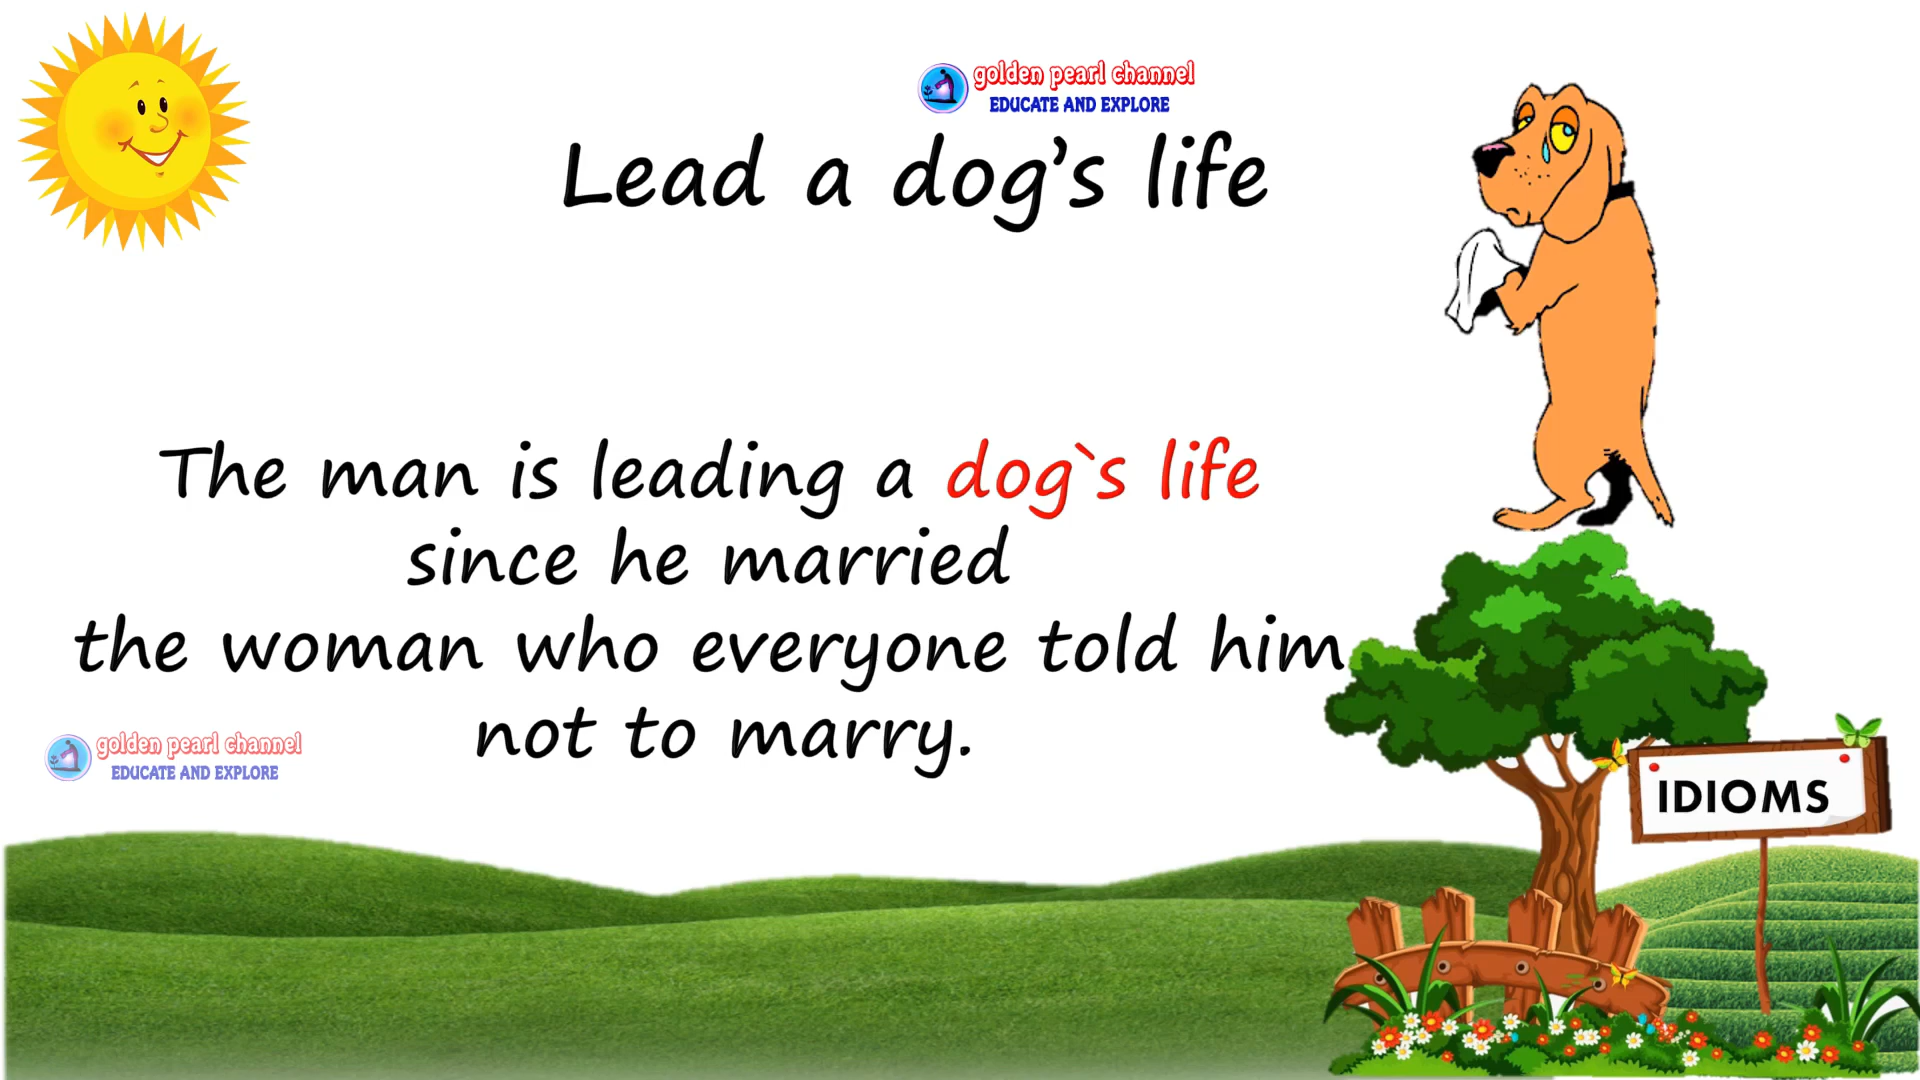 golden pearl channel
EDUCATE AND EXPLORE
Lead a dog’s life
The man is leading a dog`s life
since he married
the woman who everyone told him
not to marry.
golden pearl channel
EDUCATE AND EXPLORE
IDIOMS